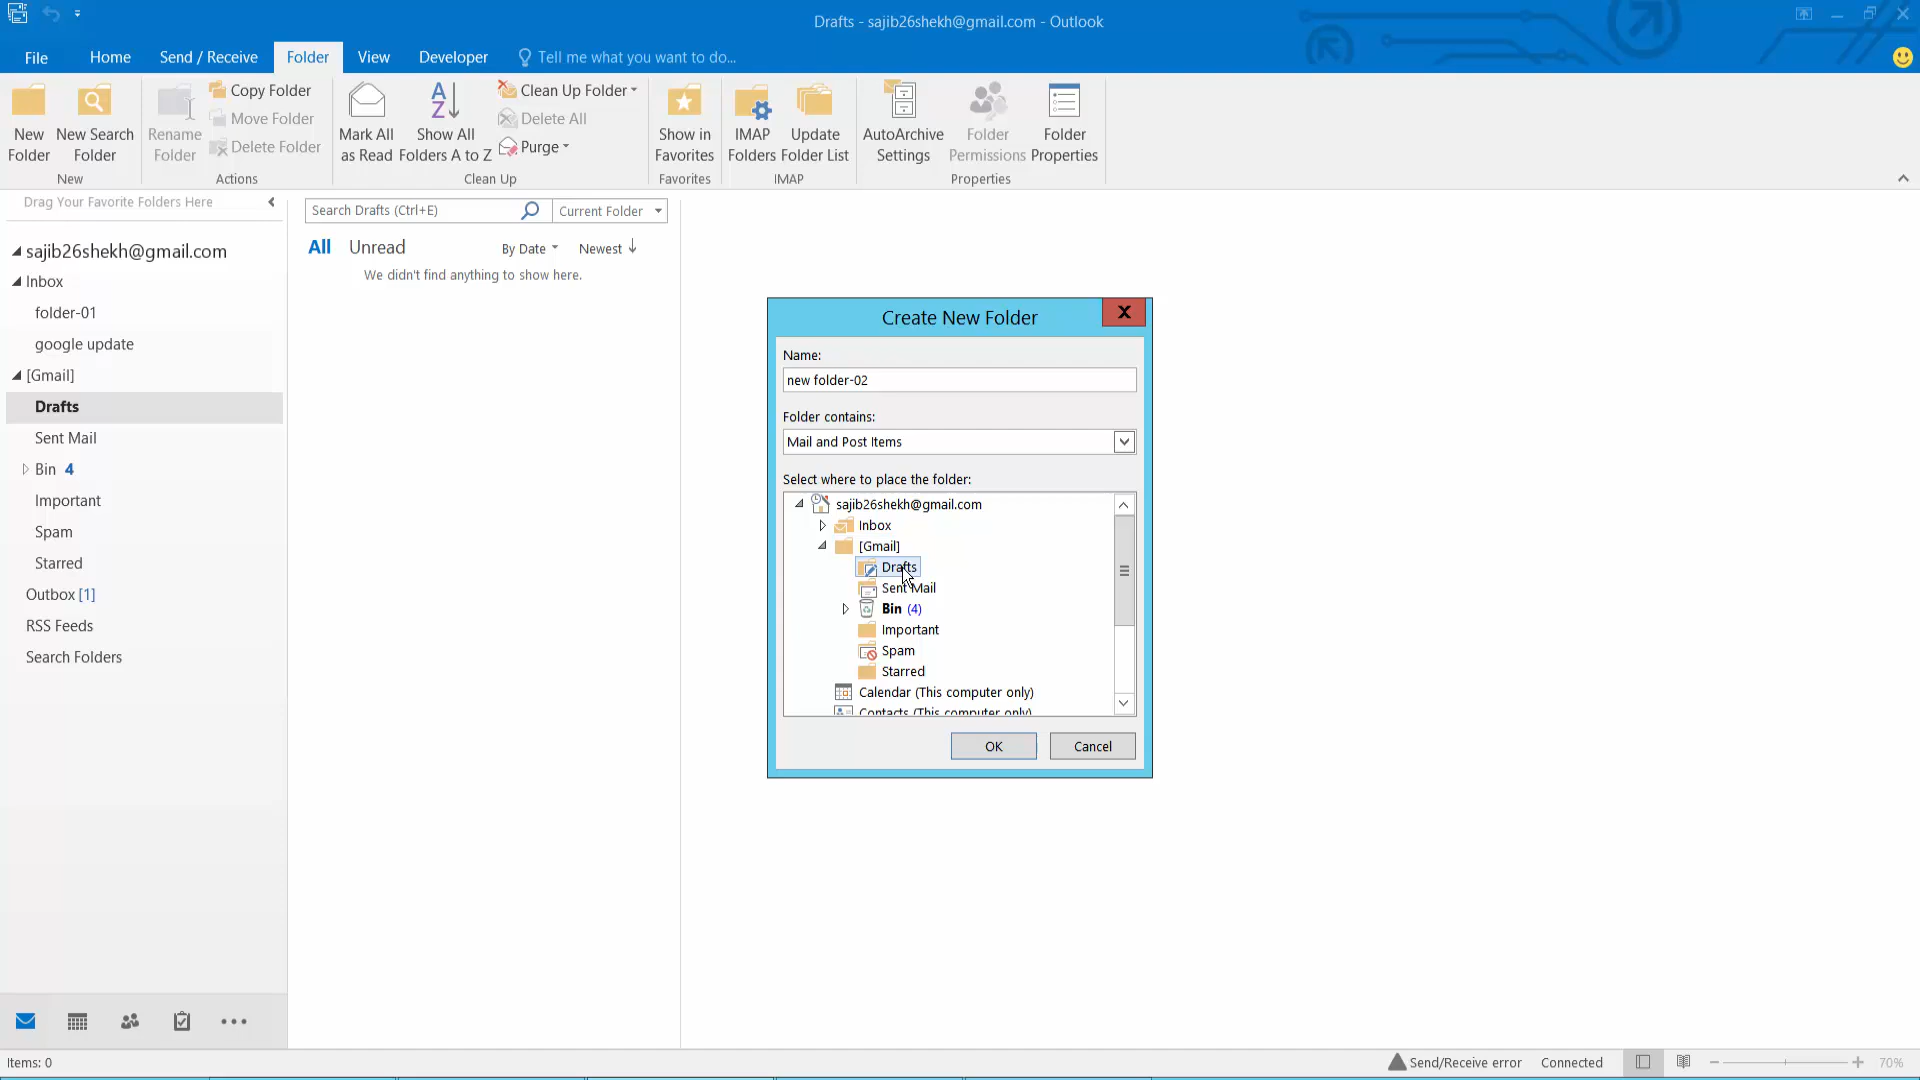 Drafts - sajib26shekh@gmail.com - Outlook
File Home Send / Receive Folder View Developer Tell me what you want to do...
New Folder
New Search Folder
Rename Folder
Copy Folder
Move Folder
Delete Folder
Mark All as Read
Show All Folders A to Z
Clean Up Folder
Delete All
Purge
Show in Favorites
IMAP Folders
Update Folder List
AutoArchive Settings
Folder Permissions
Folder Properties
New Actions Clean Up Favorites IMAP Properties
Drag Your Favorite Folders Here
sajib26shekh@gmail.com
Inbox
folder-01
google update
[Gmail]
Drafts
Sent Mail
Bin 4
Important
Spam
Starred
Outbox [1]
RSS Feeds
Search Folders
Search Drafts (Ctrl+E) Current Folder
All Unread By Date Newest
We didn't find anything to show here.
Create New Folder
X
Name:
new folder-02
Folder contains:
Mail and Post Items
Select where to place the folder:
sajib26shekh@gmail.com
Inbox
[Gmail]
Drafts
Sent Mail
Bin (4)
Important
Spam
Starred
Calendar (This computer only)
Contacts (This computer only)
OK Cancel
Items: 0
Send/Receive error Connected 70%